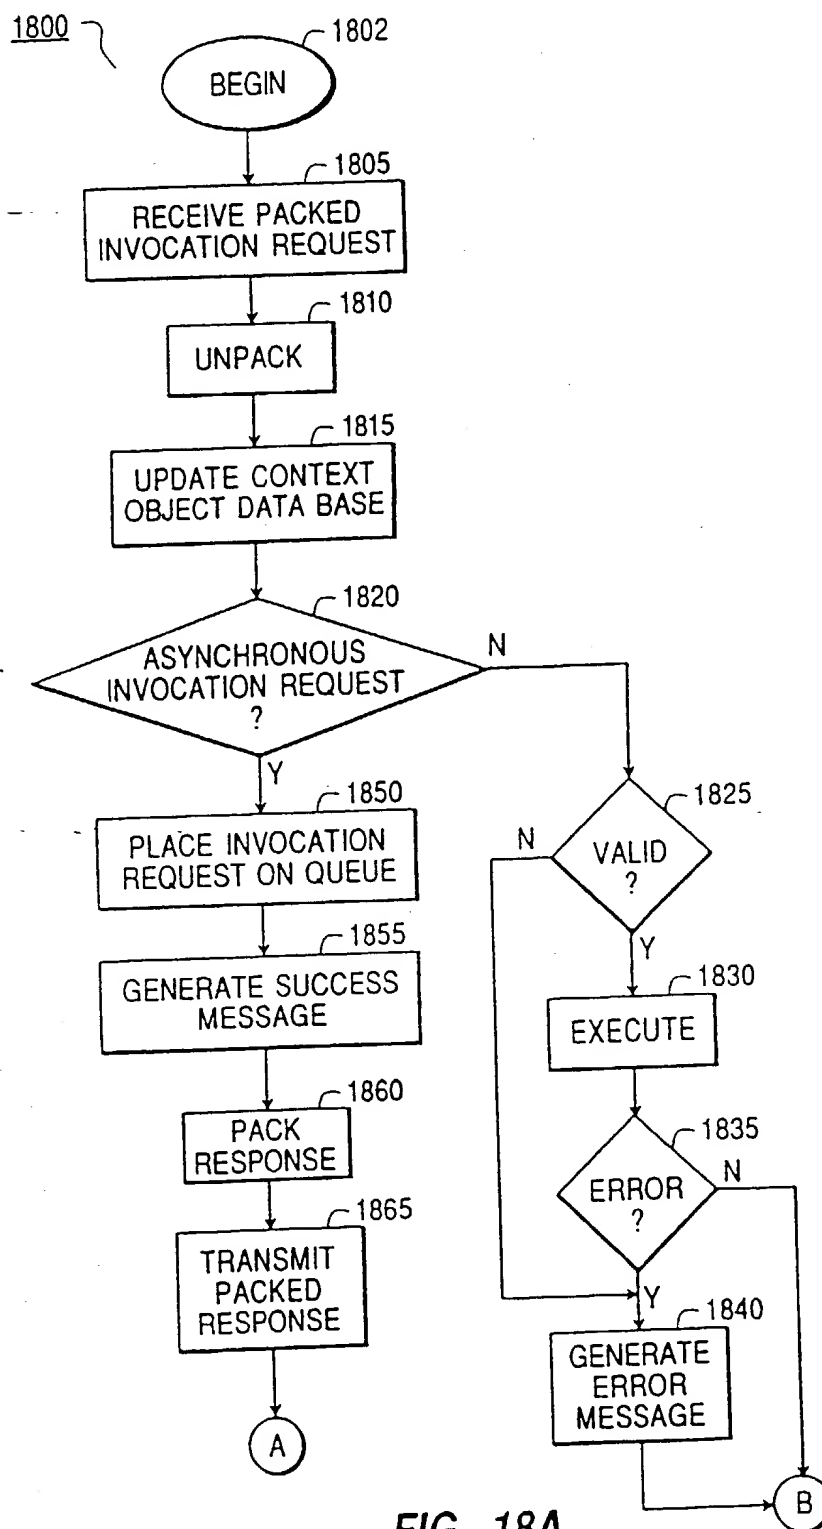 1800
1802
BEGIN
1805
RECEIVE PACKED
INVOCATION REQUEST
1810
UNPACK
1815
UPDATE CONTEXT
OBJECT DATA BASE
1820
ASYNCHRONOUS
INVOCATION REQUEST
?
N
Y
1850
PLACE INVOCATION
REQUEST ON QUEUE
1855
GENERATE SUCCESS
MESSAGE
1860
PACK
RESPONSE
1865
TRANSMIT
PACKED
RESPONSE
A
1825
VALID
?
N
Y
1830
EXECUTE
1835
ERROR
?
N
Y
1840
GENERATE
ERROR
MESSAGE
B
FIG. 18A